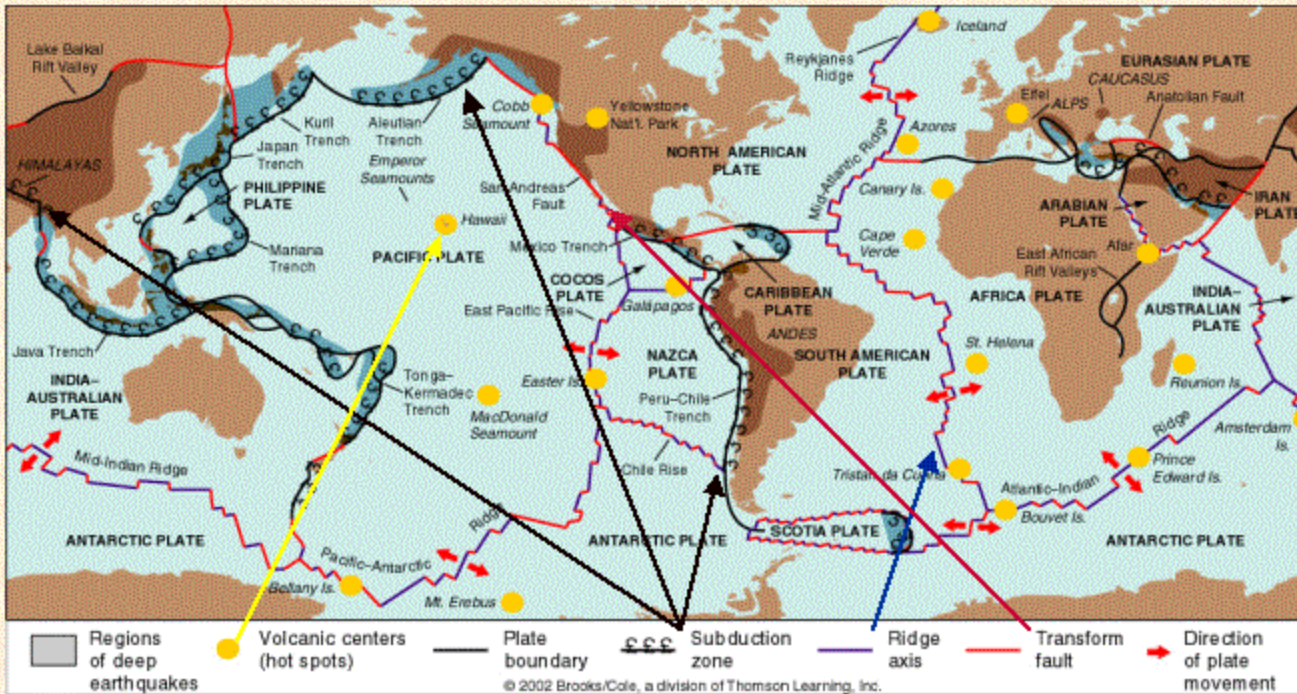 Iceland
Reykjanes
Ridge
Lake Baikal
Rift Valley
EURASIAN PLATE
CAUCASUS
Eifel
ALPS
Anatolian Fault
Cobb
Seamount
Yellowstone
Nat'l. Park
Kuril
Trench
Aleutian
Trench
Azores
Japan
Trench
Emperor
Seamounts
NORTH AMERICAN
PLATE
Mid-Atlantic Ridge
HIMALAYAS
PHILIPPINE
PLATE
San Andreas
Fault
Canary Is.
ARABIAN
PLATE
IRAN
PLATE
Hawaii
Mariana
Trench
PACIFIC PLATE
Mexico Trench
Cape
Verde
East African
Rift Valleys
Afar
COCOS
PLATE
Galápagos
CARIBBEAN
PLATE
AFRICA PLATE
INDIA–
AUSTRALIAN
PLATE
East Pacific Rise
ANDES
Java Trench
NAZCA
PLATE
SOUTH AMERICAN
PLATE
St. Helena
INDIA–
AUSTRALIAN
PLATE
Tonga–
Kermadec
Trench
Easter Is.
Reunion Is.
MacDonald
Seamount
Peru–Chile
Trench
Amsterdam
Is.
Mid-Indian Ridge
Chile Rise
Tristan da Cunha
Ridge
Prince
Edward Is.
Atlantic–Indian
Bouvet Is.
Ridge
ANTARCTIC PLATE
Pacific-Antarctic
ANTARCTIC PLATE
SCOTIA PLATE
ANTARCTIC PLATE
Bellany Is.
Mt. Erebus
Regions
of deep
earthquakes
Volcanic centers
(hot spots)
Plate
boundary
Subduction
zone
Ridge
axis
Transform
fault
Direction
of plate
movement
© 2002 Brooks/Cole, a division of Thomson Learning, Inc.